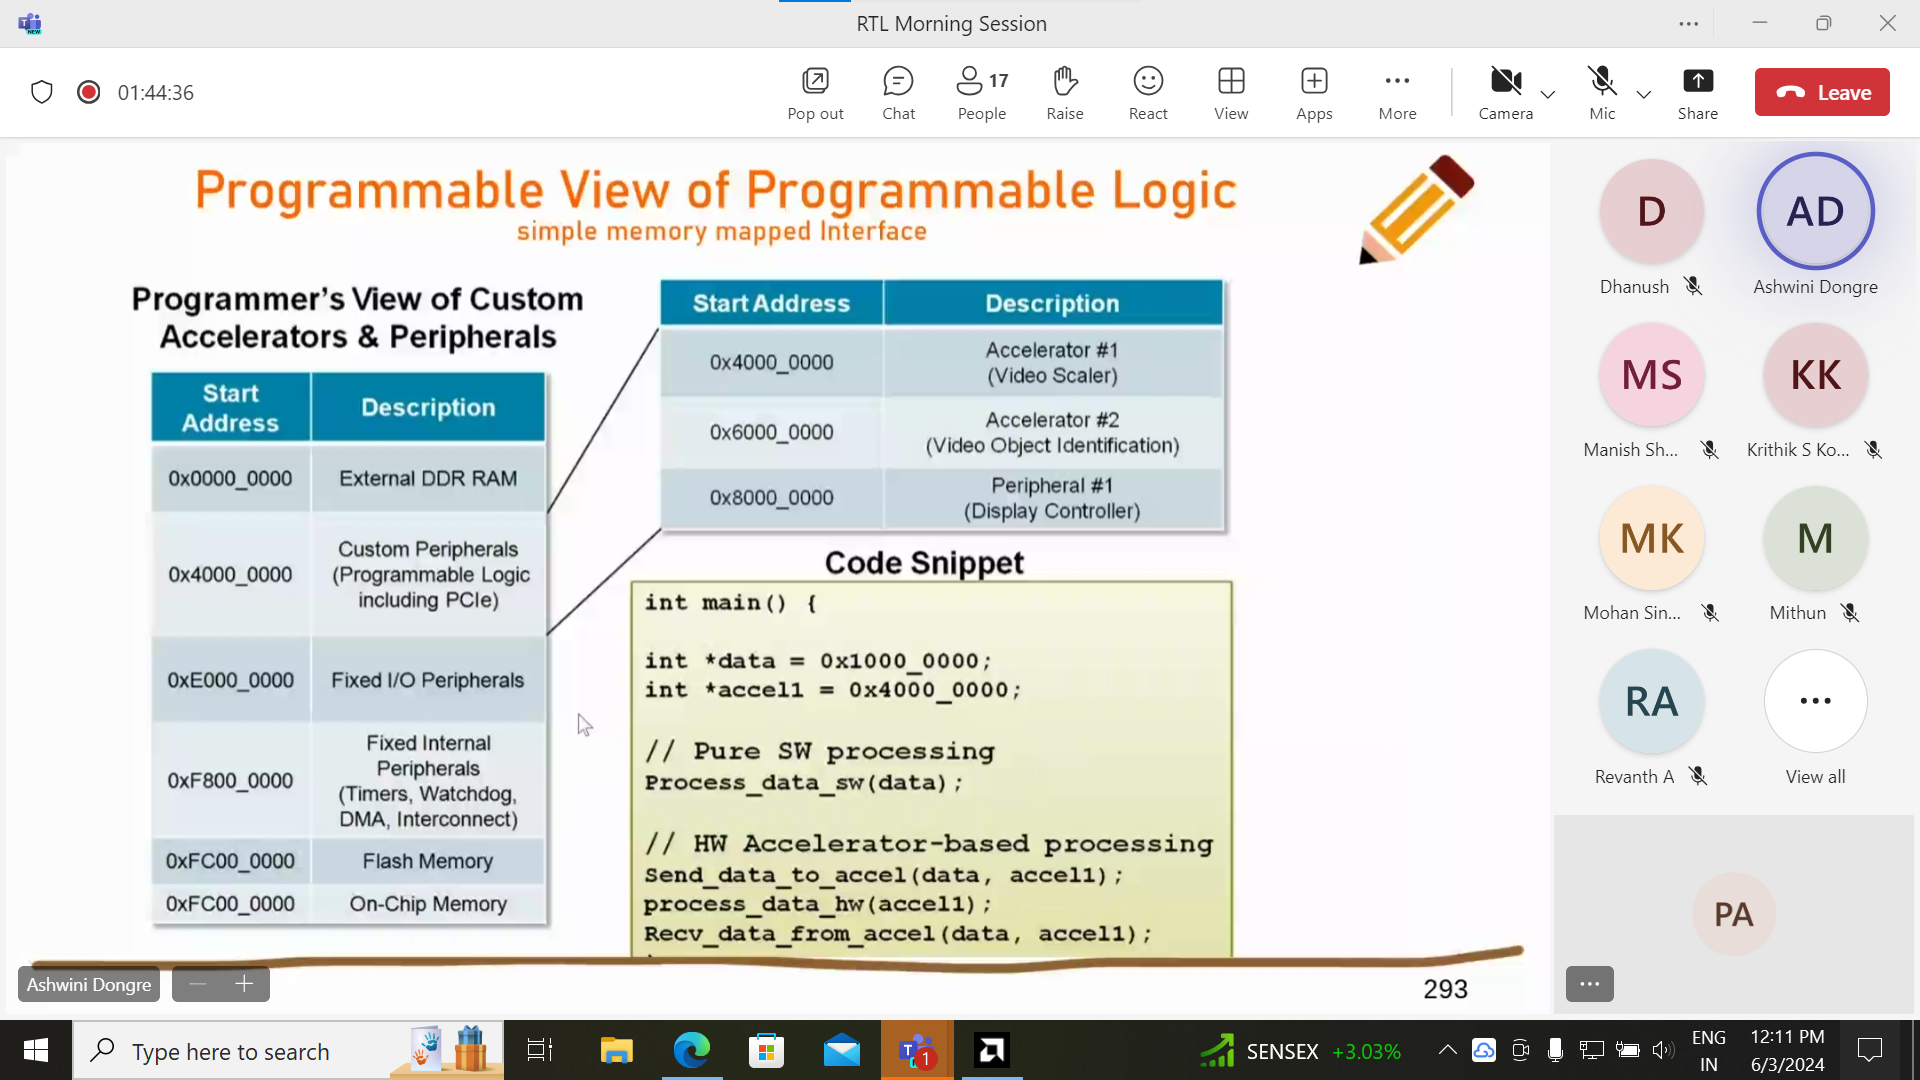 RTL Morning Session
NEW
01:44:36
Pop out
Chat
17
People
Raise
React
View
Apps
More
Camera
Mic
Share
Leave
Programmable View of Programmable Logic
simple memory mapped Interface
Programmer's View of Custom
Accelerators & Peripherals
Start Address Description
0x0000_0000 External DDR RAM
0x4000_0000 Custom Peripherals
(Programmable Logic
including PCIe)
0xE000_0000 Fixed I/O Peripherals
0xF800_0000 Fixed Internal
Peripherals
(Timers, Watchdog,
DMA, Interconnect)
0xFC00_0000 Flash Memory
0xFC00_0000 On-Chip Memory
Start Address Description
0x4000_0000 Accelerator #1
(Video Scaler)
0x6000_0000 Accelerator #2
(Video Object Identification)
0x8000_0000 Peripheral #1
(Display Controller)
Code Snippet
int main() {
int *data = 0x1000_0000;
int *accel1 = 0x4000_0000;
// Pure SW processing
Process_data_sw(data);
// HW Accelerator-based processing
Send_data_to_accel(data, accel1);
process_data_hw(accel1);
Recv_data_from_accel(data, accel1);
293
Ashwini Dongre
D
Dhanush
AD
Ashwini Dongre
MS
Manish Sh...
KK
Krithik S Ko...
MK
Mohan Sin...
M
Mithun
RA
Revanth A
View all
PA
Type here to search
1
SENSEX +3.03%
ENG
IN
12:11 PM
6/3/2024